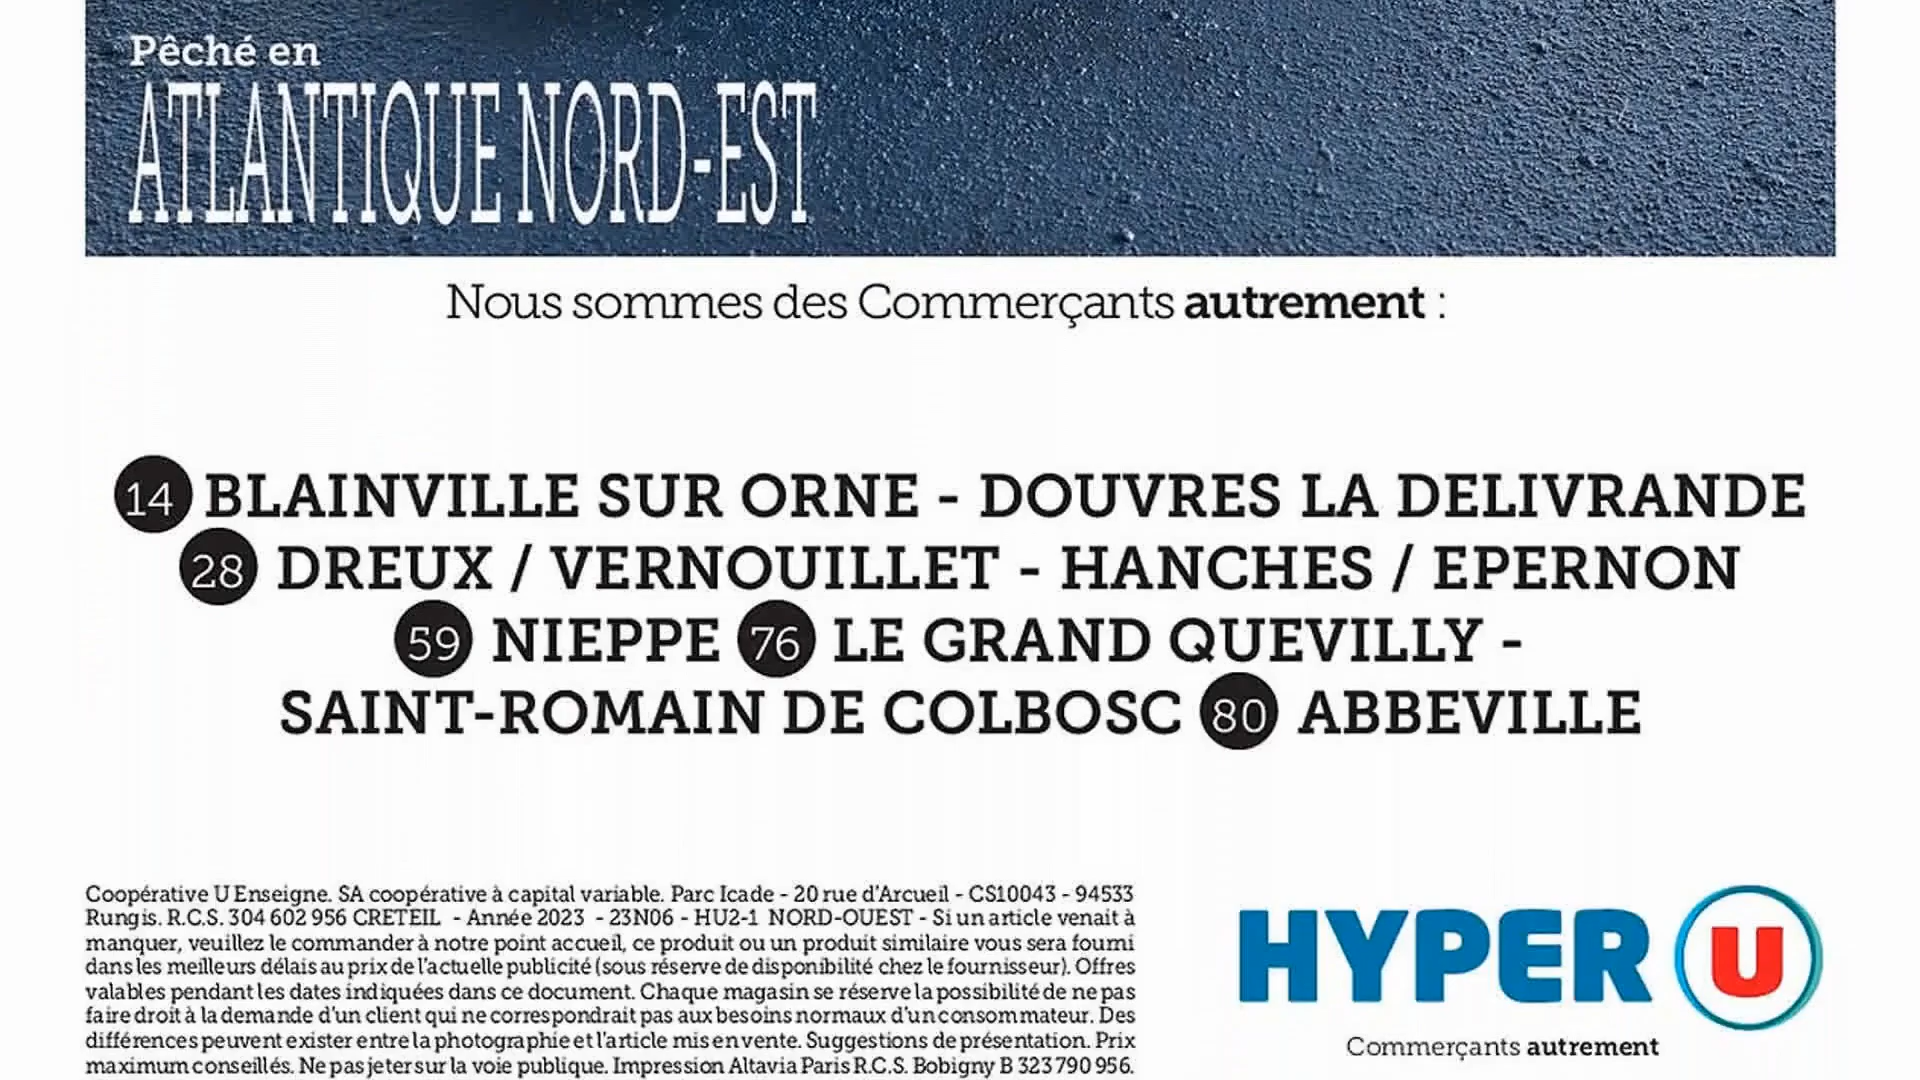 Pêché en
ATLANTIQUE NORD-EST
Nous sommes des Commerçants autrement :
14 BLAINVILLE SUR ORNE - DOUVRES LA DELIVRANDE
28 DREUX / VERNOUILLET - HANCHES / EPERNON
59 NIEPPE 76 LE GRAND QUEVILLY -
SAINT-ROMAIN DE COLBOSC 80 ABBEVILLE
Coopérative U Enseigne. SA coopérative à capital variable. Parc Icade - 20 rue d'Arcueil - CS10043 - 94533
Rungis. R.C.S. 304 602 956 CRETEIL - Année 2023 - 23N06 - HU2-1 NORD-OUEST - Si un article venait à
manquer, veuillez le commander à notre point accueil, ce produit ou un produit similaire vous sera fourni
dans les meilleurs délais au prix de l'actuelle publicité (sous réserve de disponibilité chez le fournisseur). Offres
valables pendant les dates indiquées dans ce document. Chaque magasin se réserve la possibilité de ne pas
faire droit à la demande d'un client qui ne correspondrait pas aux besoins normaux d'un consommateur. Des
différences peuvent exister entre la photographie et l'article mis en vente. Suggestions de présentation. Prix
maximum conseillés. Ne pas jeter sur la voie publique. Impression Altavia Paris R.C.S. Bobigny B 323 790 956.
HYPER U
Commerçants autrement